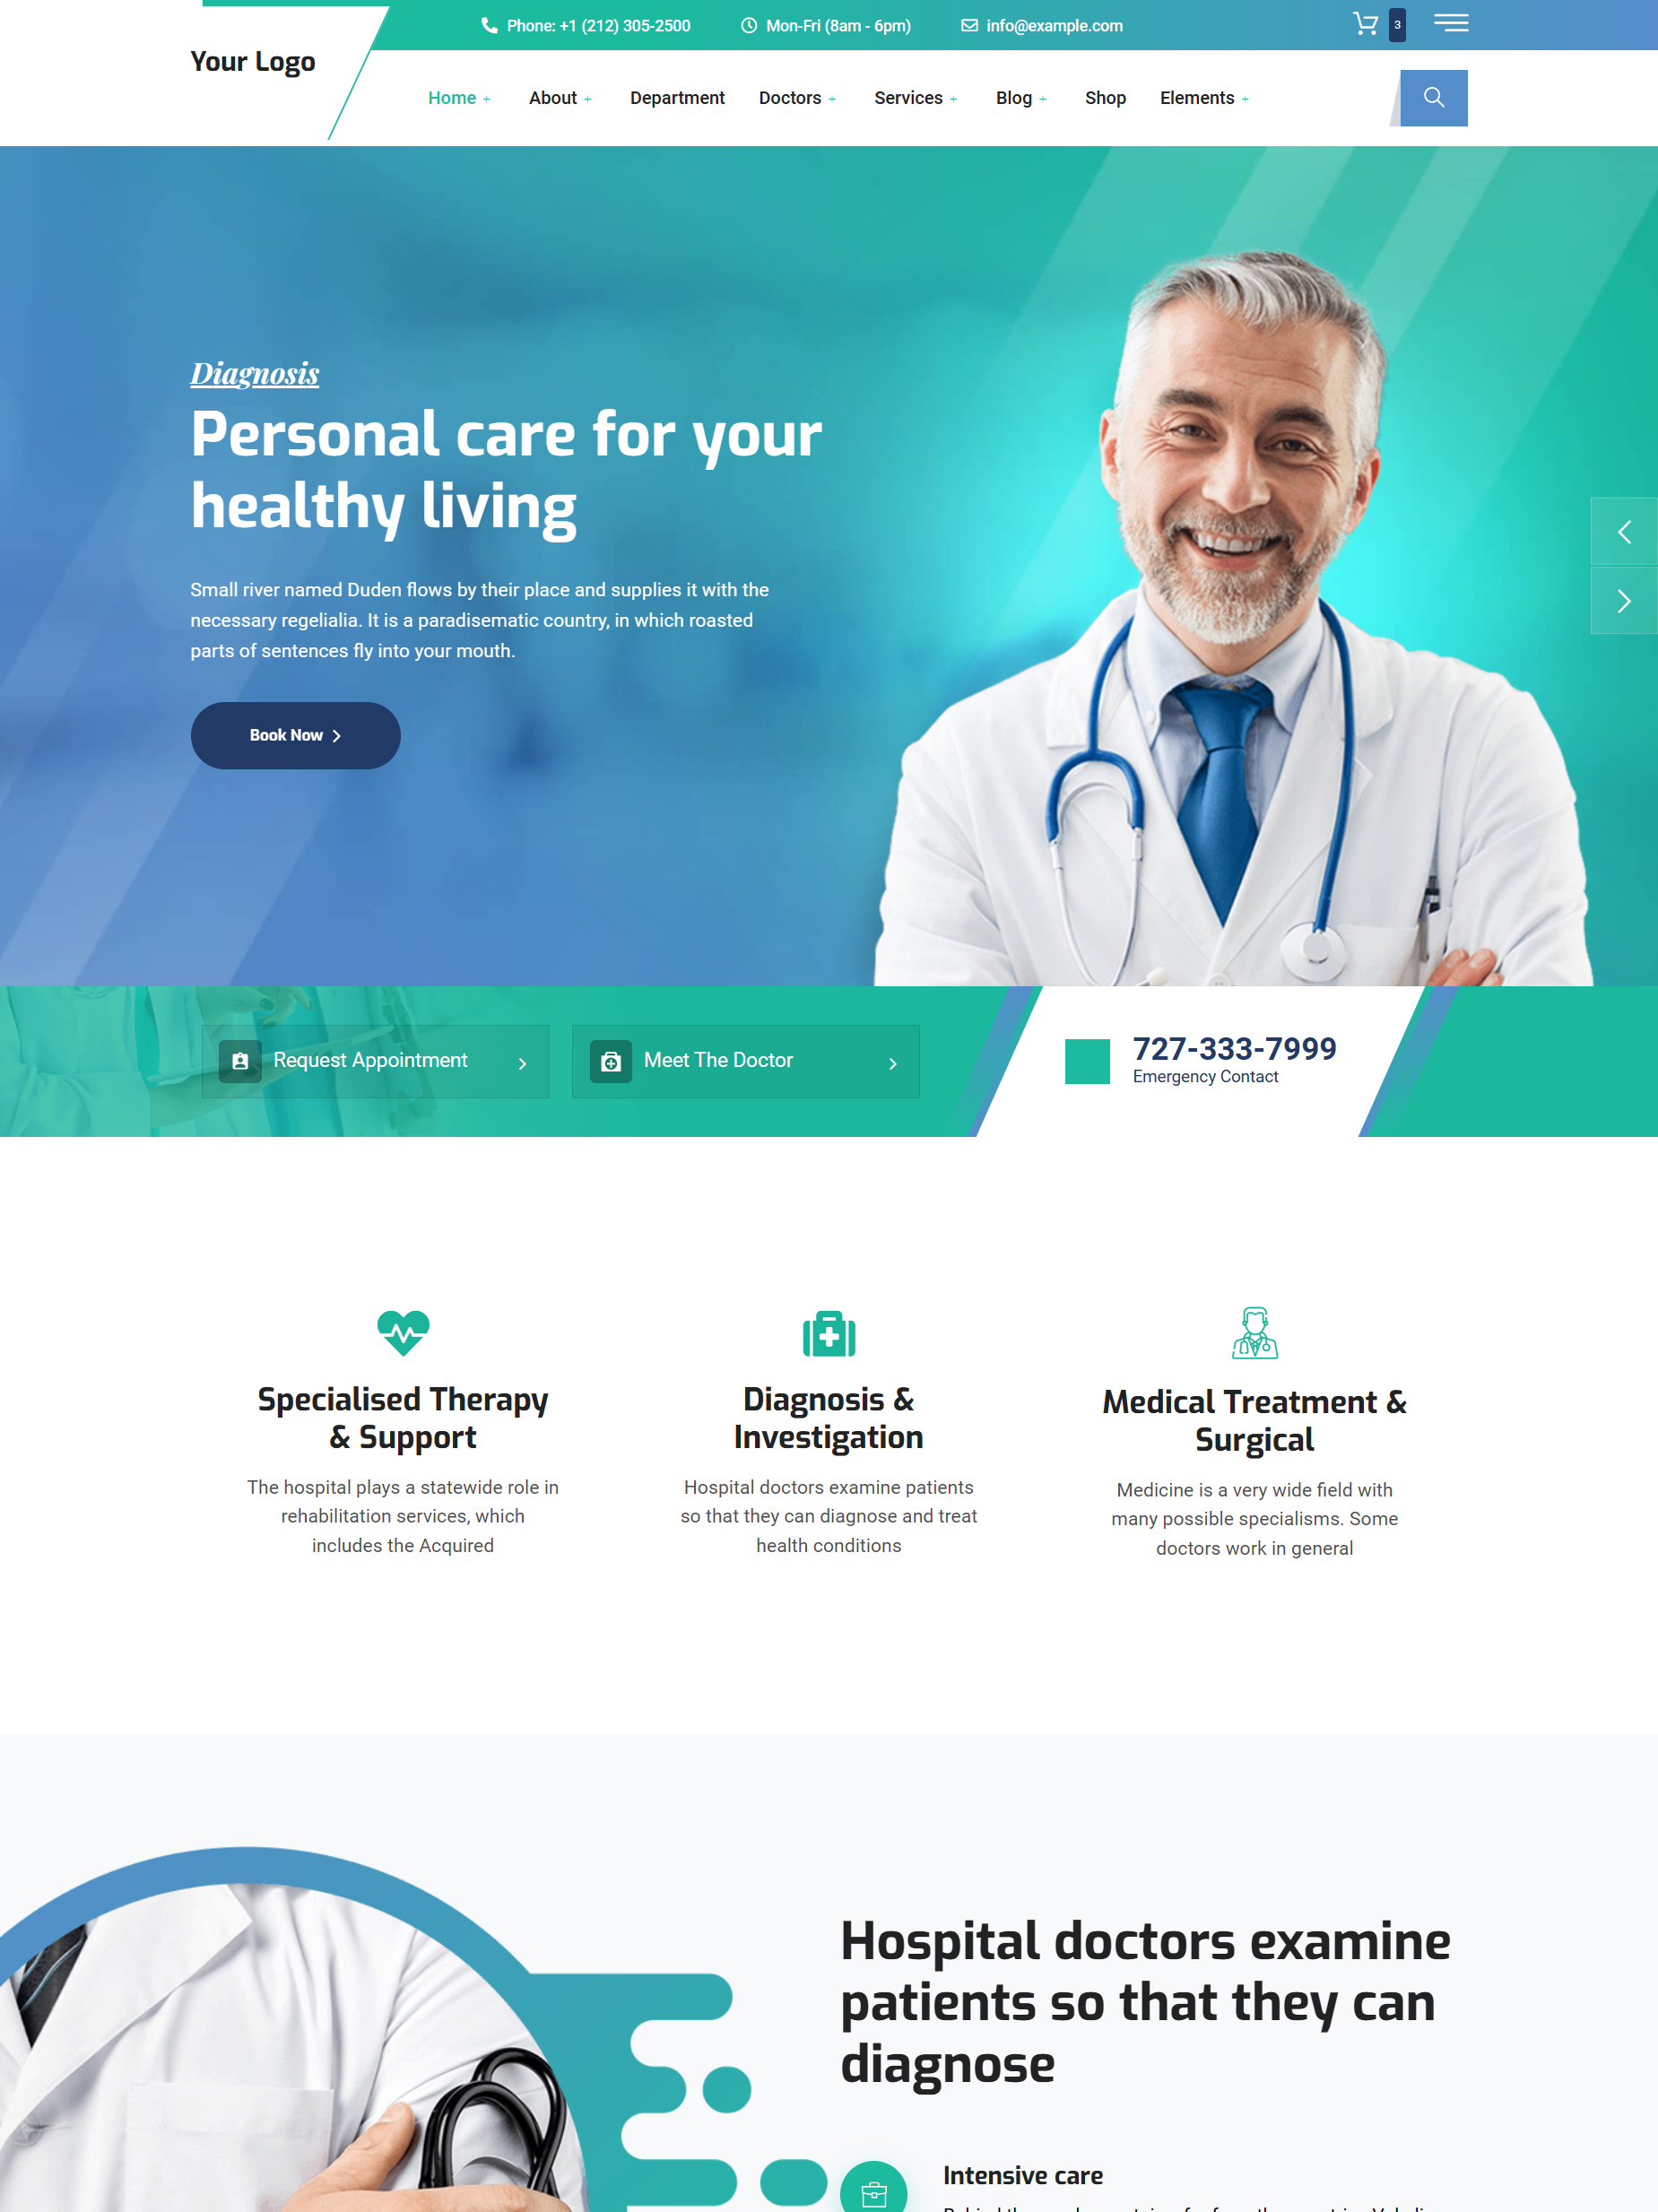 Phone: +1 (212) 305-2500
Mon-Fri (8am - 6pm)
info@example.com
3
Your Logo
Home +
About +
Department
Doctors +
Services +
Blog +
Shop
Elements +
Diagnosis
Personal care for your
healthy living
Small river named Duden flows by their place and supplies it with the
necessary regelialia. It is a paradisematic country, in which roasted
parts of sentences fly into your mouth.
Book Now
Request Appointment
Meet The Doctor
727-333-7999
Emergency Contact
Specialised Therapy
& Support
The hospital plays a statewide role in
rehabilitation services, which
includes the Acquired
Diagnosis &
Investigation
Hospital doctors examine patients
so that they can diagnose and treat
health conditions
Medical Treatment &
Surgical
Medicine is a very wide field with
many possible specialisms. Some
doctors work in general
Hospital doctors examine
patients so that they can
diagnose
Intensive care